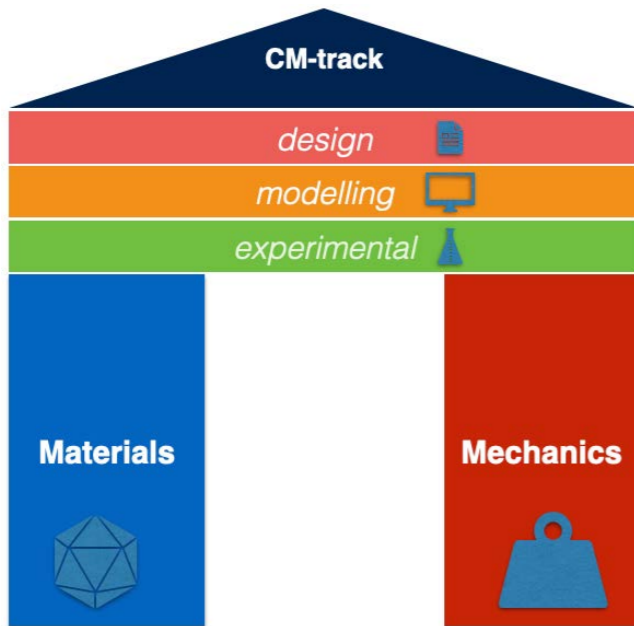 CM-track
design
modelling
experimental
Materials
Mechanics